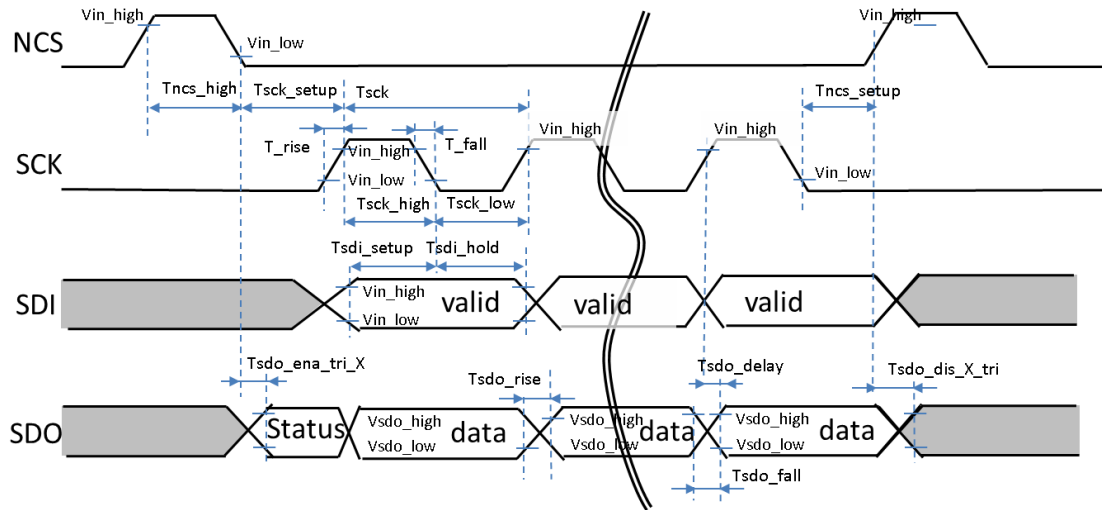 Vin_high
Vin_high
NCS
Vin_low
Tncs_high
Tsck_setup
Tsck
Tncs_setup
T_rise
T_fall
Vin_high
Vin_high
SCK
Vin_high
Vin_low
Vin_low
Tsck_high
Tsck_low
Tsdi_setup
Tsdi_hold
SDI
Vin_high
valid
valid
valid
Vin_low
Tsdo_ena_tri_X
Tsdo_rise
Tsdo_delay
Tsdo_dis_X_tri
SDO
Status
Vsdo_high
data
Vsdo_high
data
Vsdo_high
data
Vsdo_low
Vsdo_low
Vsdo_low
Tsdo_fall